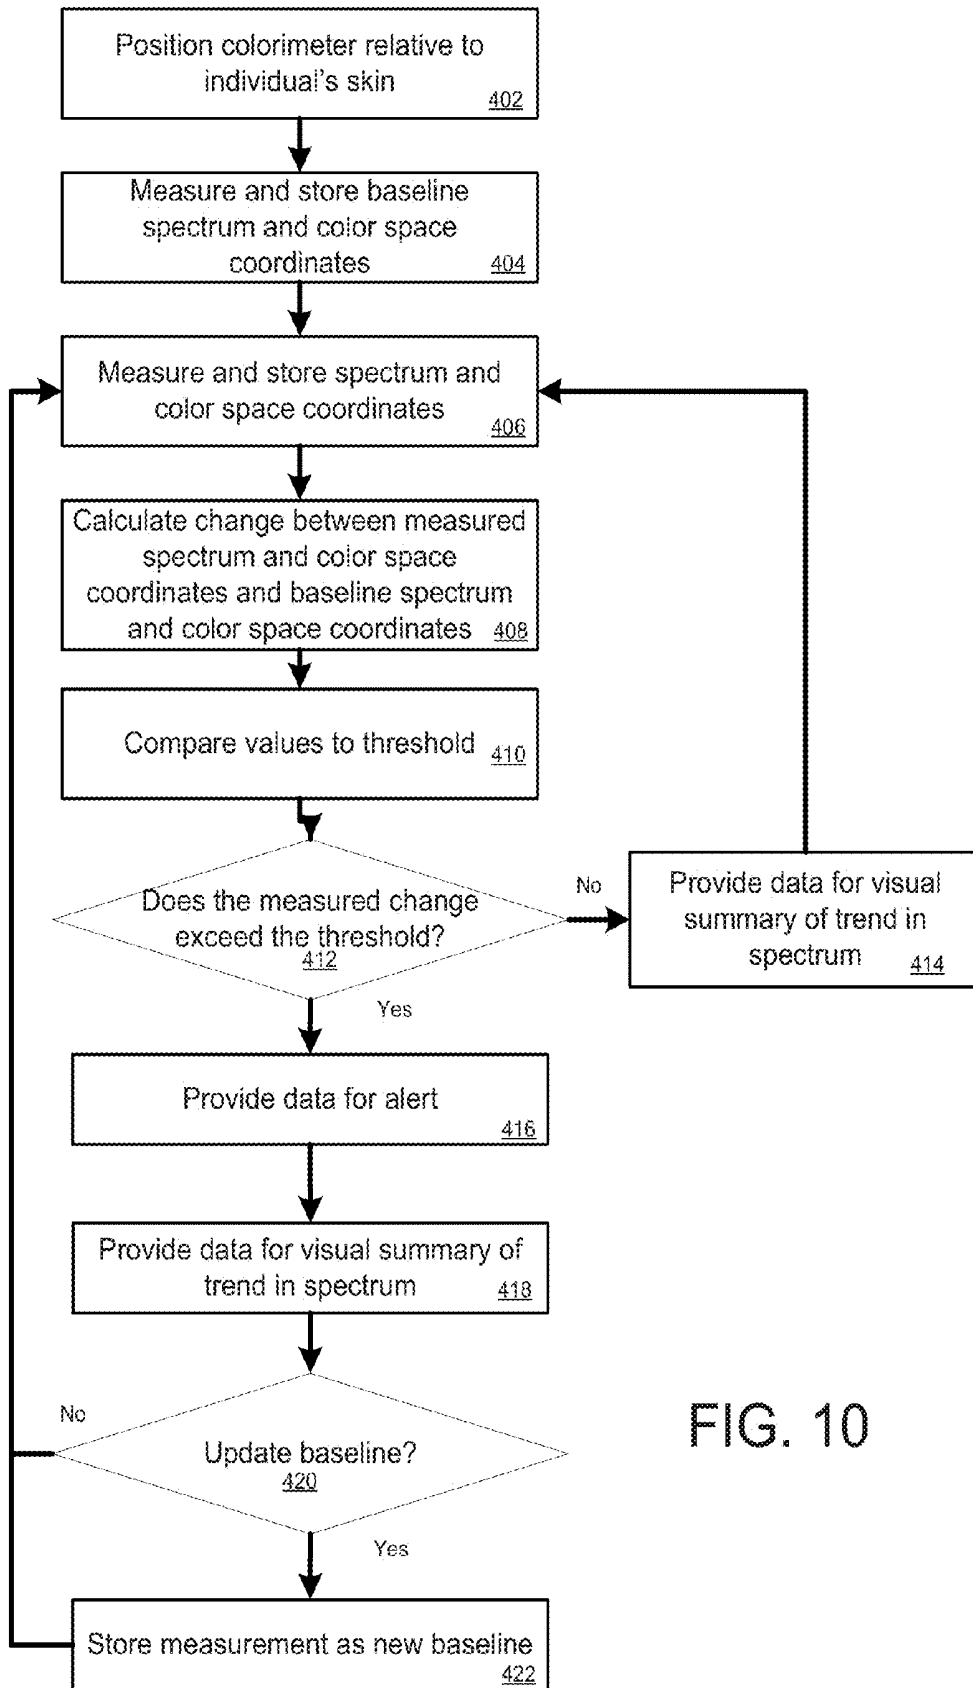 Position colorimeter relative to
individual's skin
402
Measure and store baseline
spectrum and color space
coordinates
404
Measure and store spectrum and
color space coordinates
406
Calculate change between measured
spectrum and color space
coordinates and baseline spectrum
and color space coordinates
408
Compare values to threshold
410
Does the measured change
exceed the threshold?
412
No
Provide data for visual
summary of trend in
spectrum
414
Yes
Provide data for alert
416
Provide data for visual summary of
trend in spectrum
418
No
Update baseline?
420
FIG. 10
Yes
Store measurement as new baseline
422